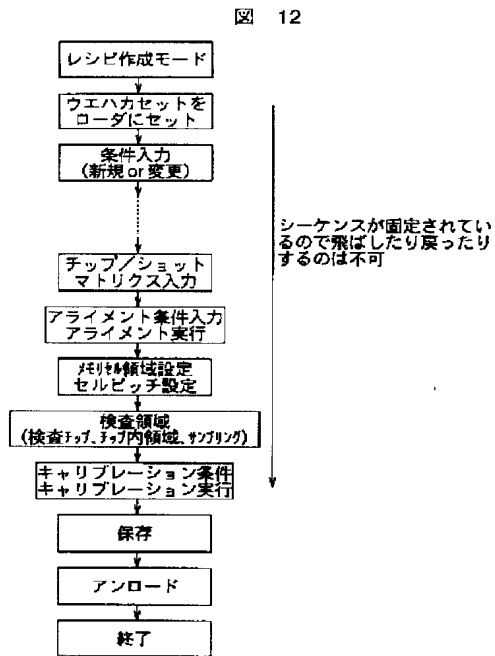 図 12
レシピ作成モード
ウエハカセットを
ローダにセット
条件入力
(新規 or 変更)
シーケンスが固定されてい
るので飛ばしたり戻ったり
するのは不可
チップ／ショット
マトリクス入力
アライメント条件入力
アライメント実行
メモリセル領域設定
セルピッチ設定
検査領域
(検査チップ、チップ内領域、サンプリング)
キャリブレーション条件
キャリブレーション実行
保存
アンロード
終了